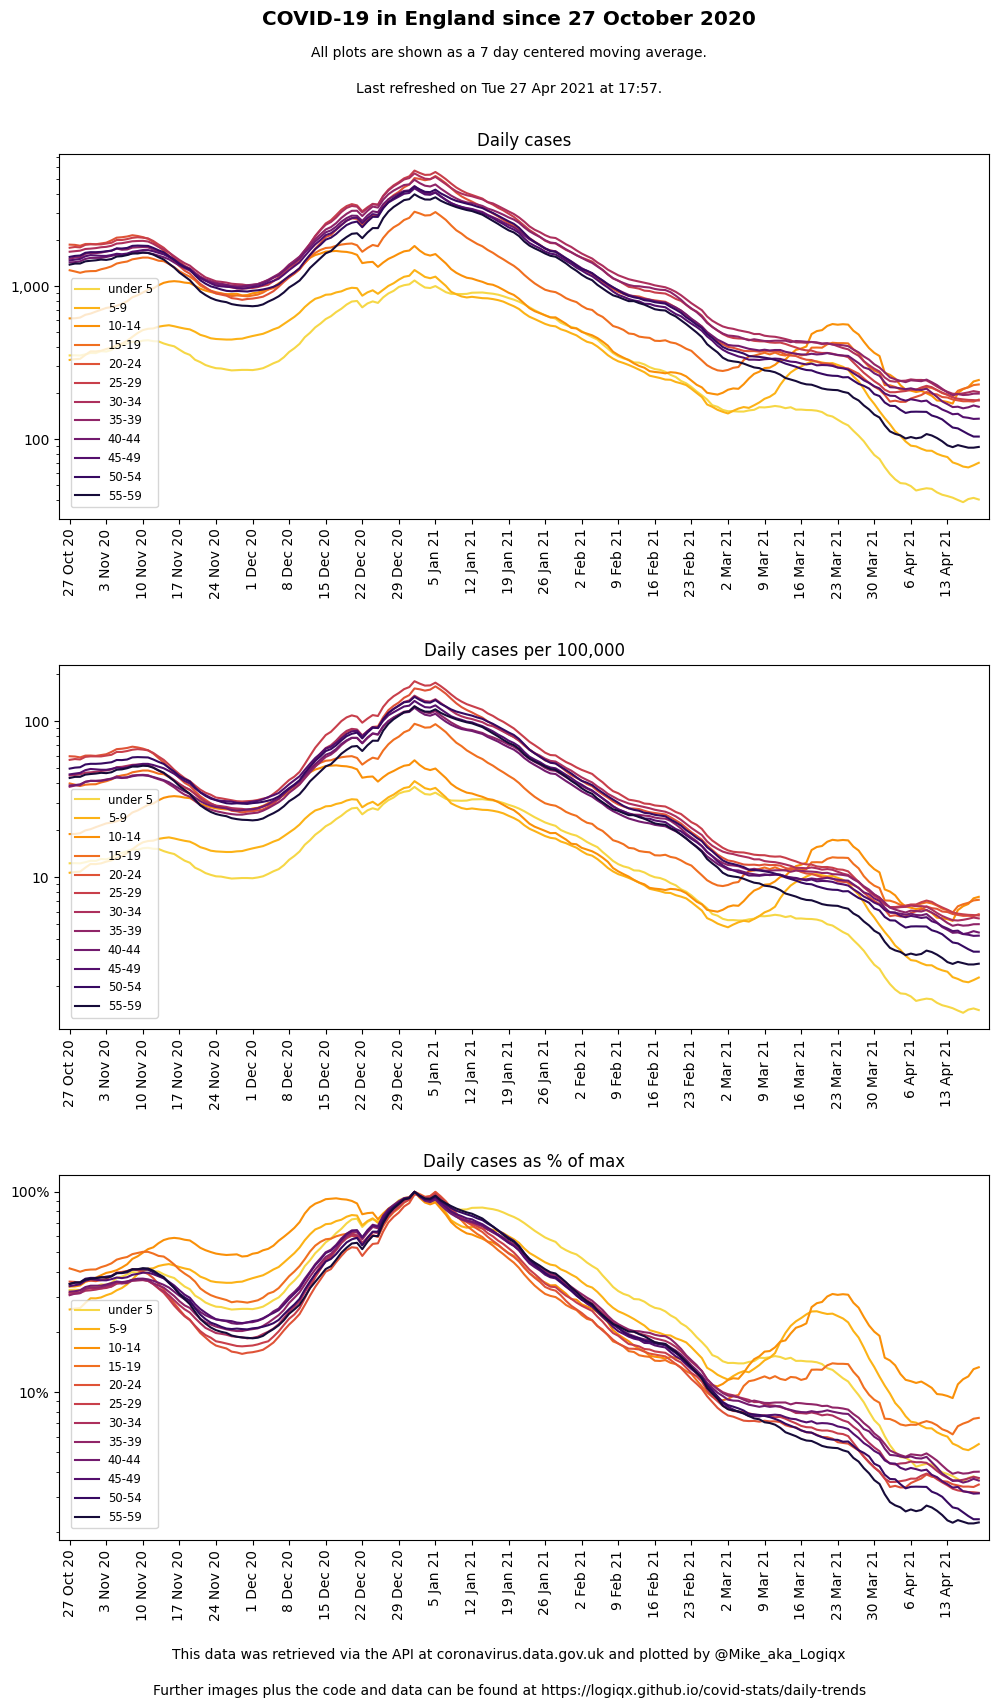 COVID-19 in England since 27 October 2020
All plots are shown as a 7 day centered moving average.
Last refreshed on Tue 27 Apr 2021 at 17:57.
Daily cases
1,000
100
under 5
5-9
10-14
15-19
20-24
25-29
30-34
35-39
40-44
45-49
50-54
55-59
27 Oct 20
3 Nov 20
10 Nov 20
17 Nov 20
24 Nov 20
1 Dec 20
8 Dec 20
15 Dec 20
22 Dec 20
29 Dec 20
5 Jan 21
12 Jan 21
19 Jan 21
26 Jan 21
2 Feb 21
9 Feb 21
16 Feb 21
23 Feb 21
2 Mar 21
9 Mar 21
16 Mar 21
23 Mar 21
30 Mar 21
6 Apr 21
13 Apr 21
Daily cases per 100,000
100
10
under 5
5-9
10-14
15-19
20-24
25-29
30-34
35-39
40-44
45-49
50-54
55-59
27 Oct 20
3 Nov 20
10 Nov 20
17 Nov 20
24 Nov 20
1 Dec 20
8 Dec 20
15 Dec 20
22 Dec 20
29 Dec 20
5 Jan 21
12 Jan 21
19 Jan 21
26 Jan 21
2 Feb 21
9 Feb 21
16 Feb 21
23 Feb 21
2 Mar 21
9 Mar 21
16 Mar 21
23 Mar 21
30 Mar 21
6 Apr 21
13 Apr 21
Daily cases as % of max
100%
10%
under 5
5-9
10-14
15-19
20-24
25-29
30-34
35-39
40-44
45-49
50-54
55-59
27 Oct 20
3 Nov 20
10 Nov 20
17 Nov 20
24 Nov 20
1 Dec 20
8 Dec 20
15 Dec 20
22 Dec 20
29 Dec 20
5 Jan 21
12 Jan 21
19 Jan 21
26 Jan 21
2 Feb 21
9 Feb 21
16 Feb 21
23 Feb 21
2 Mar 21
9 Mar 21
16 Mar 21
23 Mar 21
30 Mar 21
6 Apr 21
13 Apr 21
This data was retrieved via the API at coronavirus.data.gov.uk and plotted by @Mike_aka_Logiqx
Further images plus the code and data can be found at https://logiqx.github.io/covid-stats/daily-trends